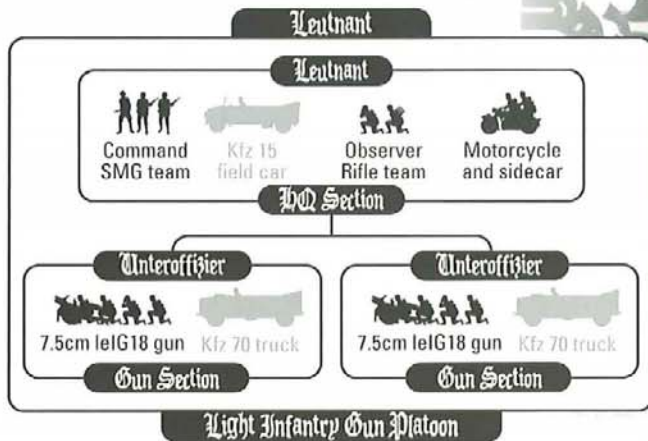 Leutnant
Leutnant
Command
SMG team
Kfz 15
field car
Observer
Rifle team
Motorcycle
and sidecar
HQ Section
Unteroffizier
7.5cm leIG18 gun
Kfz 70 truck
Gun Section
Unteroffizier
7.5cm leIG18 gun
Kfz 70 truck
Gun Section
Light Infantry Gun Platoon